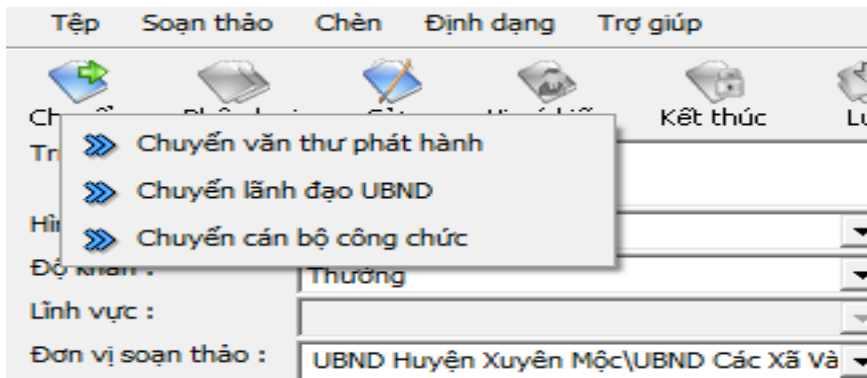 Tệp Soạn thảo Chèn Định dạng Trợ giúp
Kết thúc
Chuyển văn thư phát hành
Chuyển lãnh đạo UBND
Chuyển cán bộ công chức
Độ khẩn :
Thường
Lĩnh vực :
Đơn vị soạn thảo : UBND Huyện Xuyên Mộc\UBND Các Xã Và